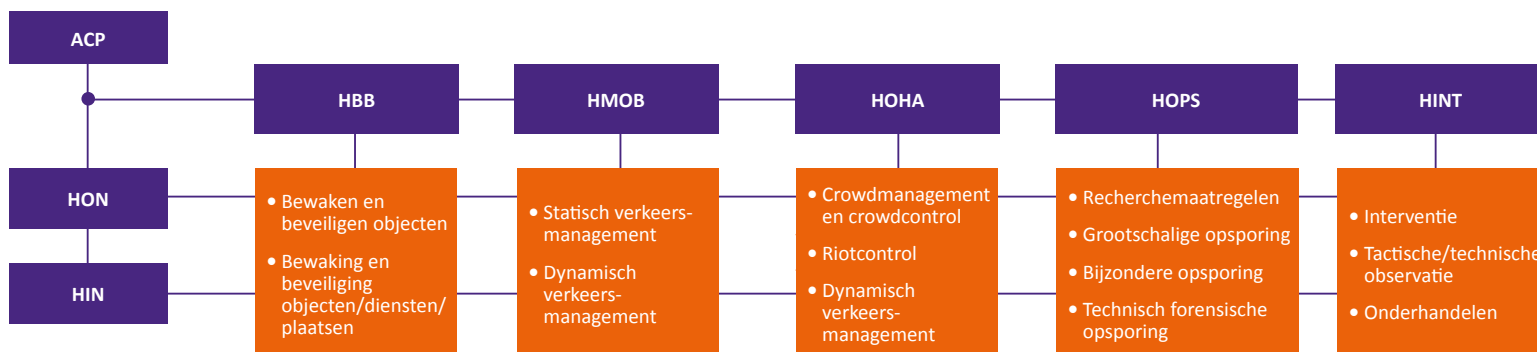 ACP
HBB
HMOB
HOHA
HOPS
HINT
HON
HIN
• Bewaken en
beveiligen objecten
• Bewaking en
beveiliging
objecten/diensten/
plaatsen
• Statisch verkeers-
management
• Dynamisch
verkeers-
management
• Crowdmanagement
en crowdcontrol
• Riotcontrol
• Dynamisch
verkeers-
management
• Recherchemaatregelen
• Grootschalige opsporing
• Bijzondere opsporing
• Technisch forensische
opsporing
• Interventie
• Tactische/technische
observatie
• Onderhandelen